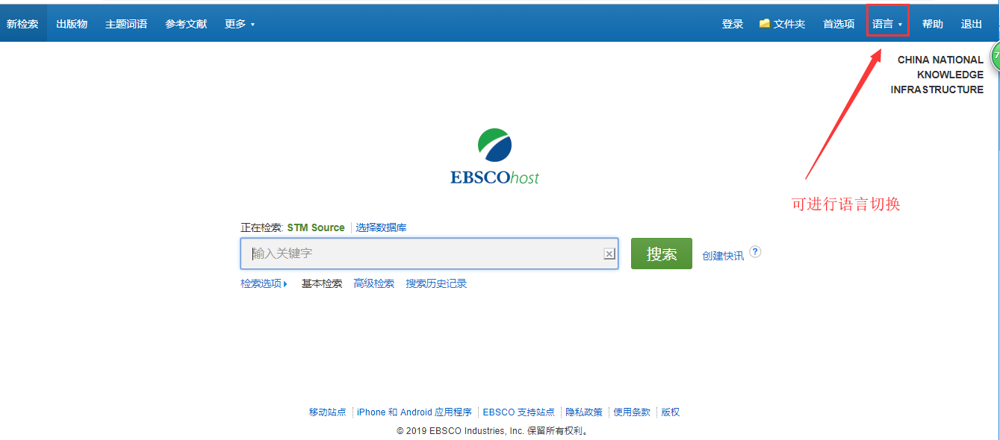 新检索 出版物 主题词语 参考文献 更多 登录 文件夹 首选项 语言 帮助 退出
CHINA NATIONAL
KNOWLEDGE
INFRASTRUCTURE
7
EBSCOhost
可进行语言切换
正在检索: STM Source 选择数据库
输入关键字 搜索 创建快讯 ?
检索选项 基本检索 高级检索 搜索历史记录
移动站点 iPhone 和 Android 应用程序 EBSCO 支持站点 隐私政策 使用条款 版权
© 2019 EBSCO Industries, Inc. 保留所有权利。